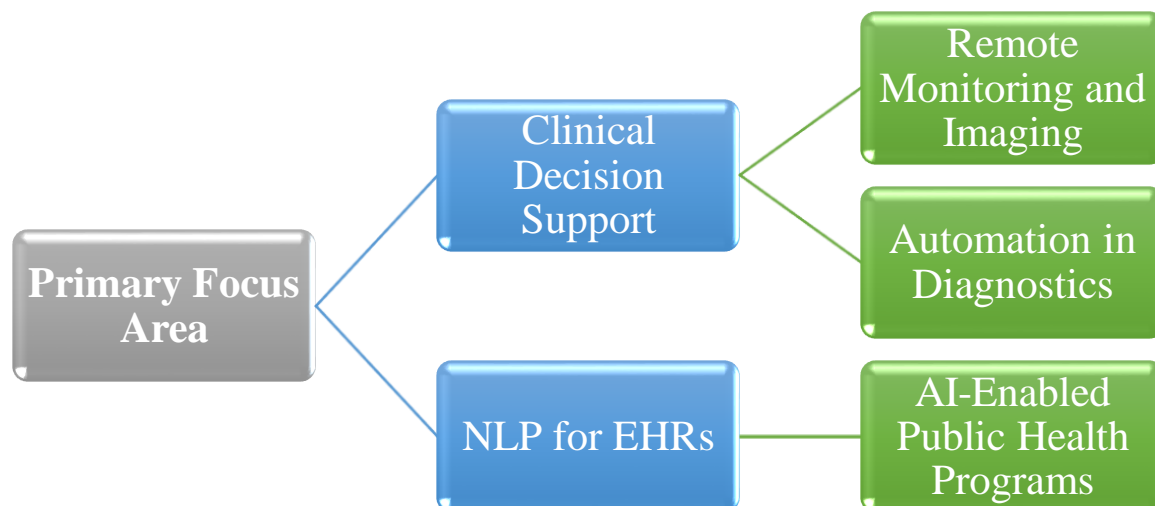 Primary Focus
Area
Clinical
Decision
Support
NLP for EHRs
Remote
Monitoring and
Imaging
Automation in
Diagnostics
AI-Enabled
Public Health
Programs